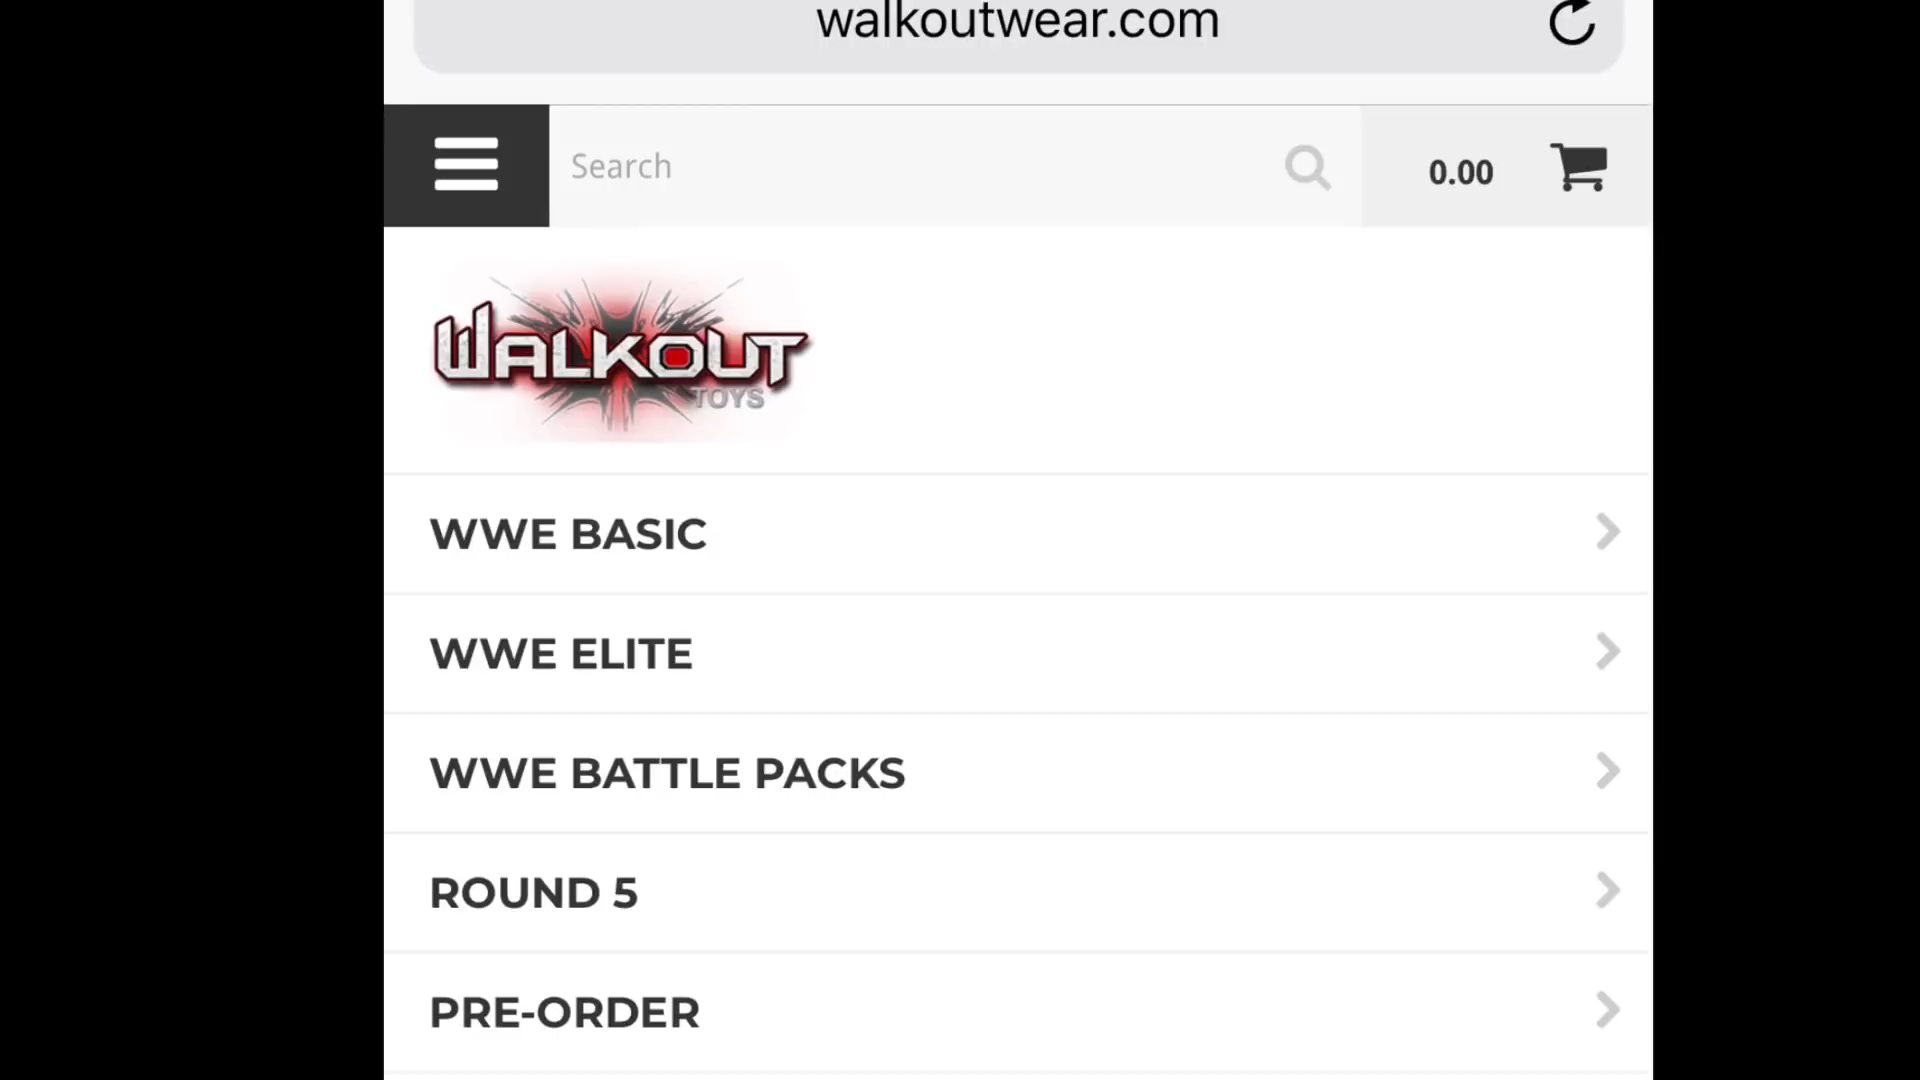 walkoutwear.com
Search
0.00
WALKOUT
TOYS
WWE BASIC
WWE ELITE
WWE BATTLE PACKS
ROUND 5
PRE-ORDER